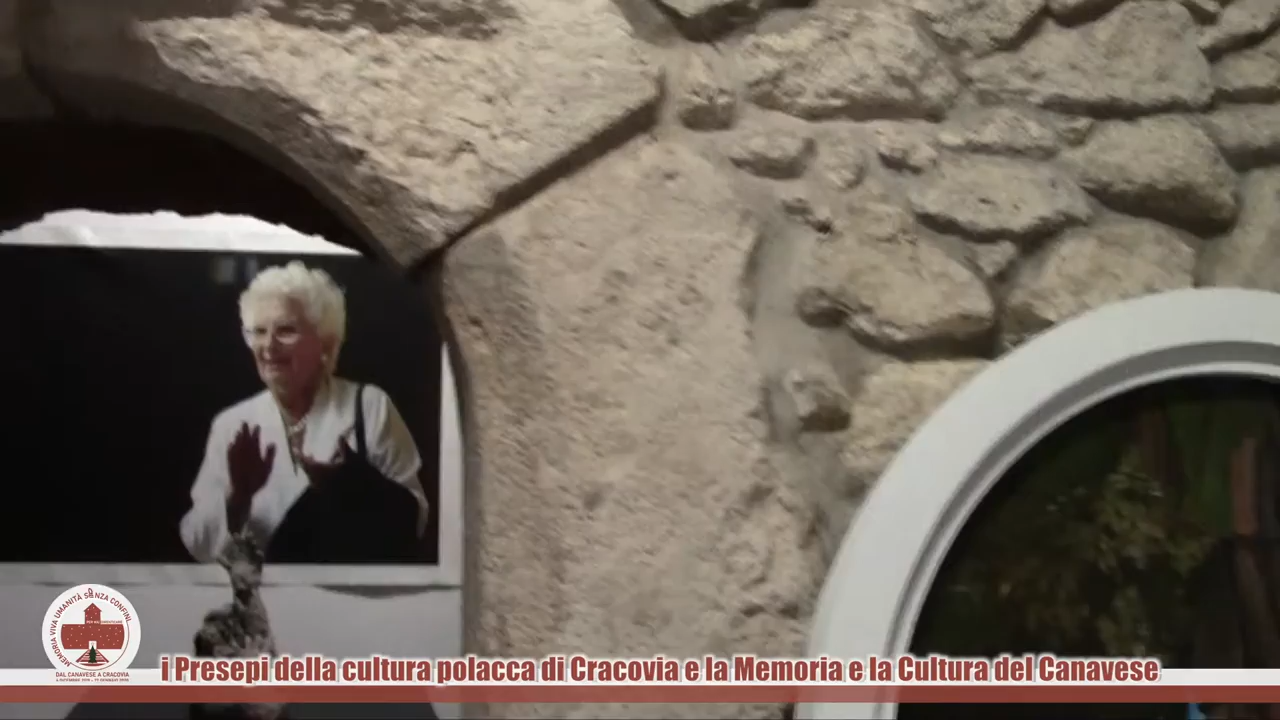 MEMORIA VIVA UMANITÀ SENZA CONFINI
DAL CANAVESE A CRACOVIA
i Presepi della cultura polacca di Cracovia e la Memoria e la Cultura del Canavese